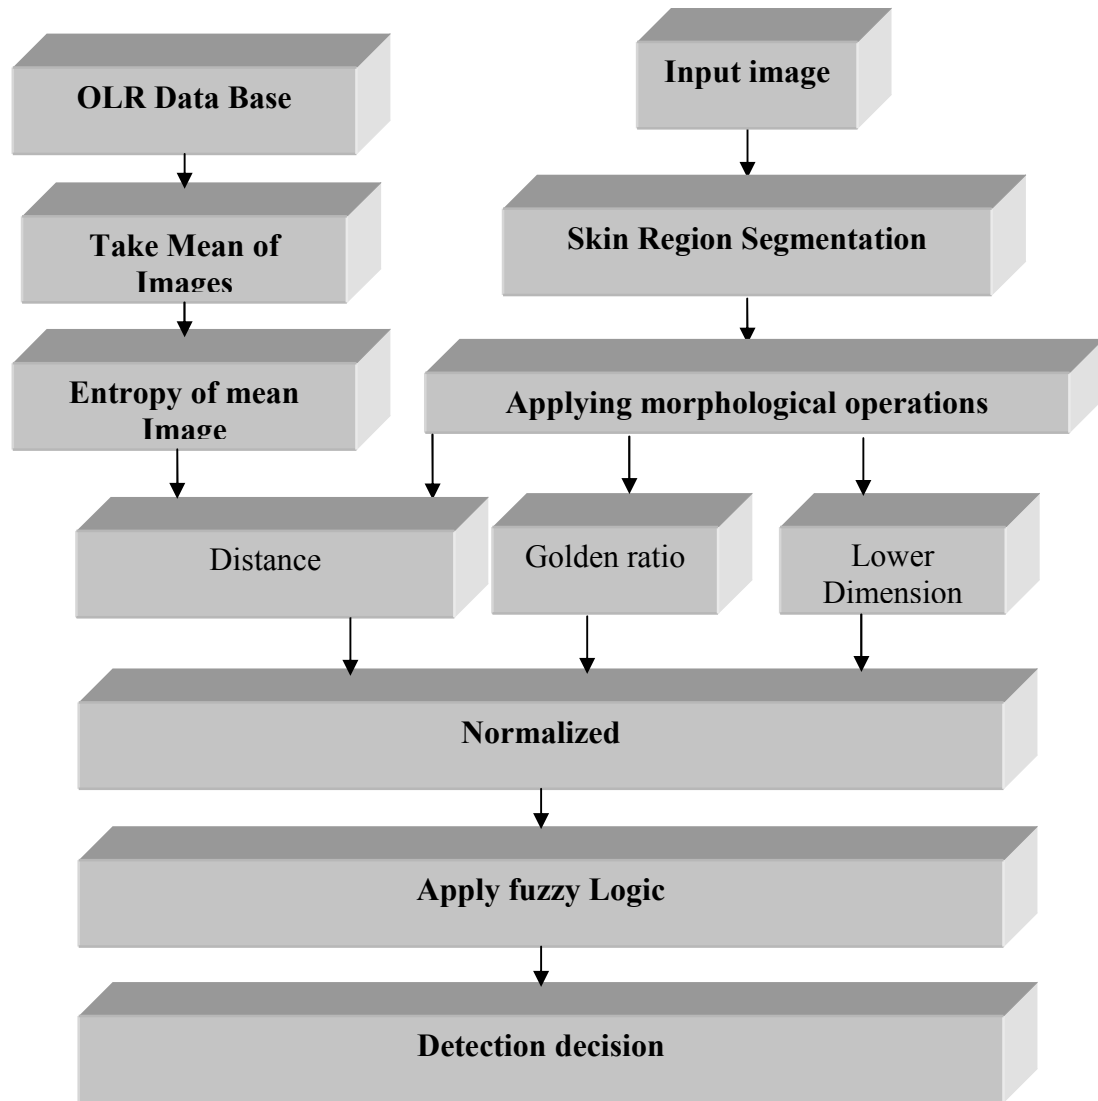 OLR Data Base
Input image
Take Mean of
Images
Skin Region Segmentation
Entropy of mean
Image
Applying morphological operations
Distance
Golden ratio
Lower
Dimension
Normalized
Apply fuzzy Logic
Detection decision